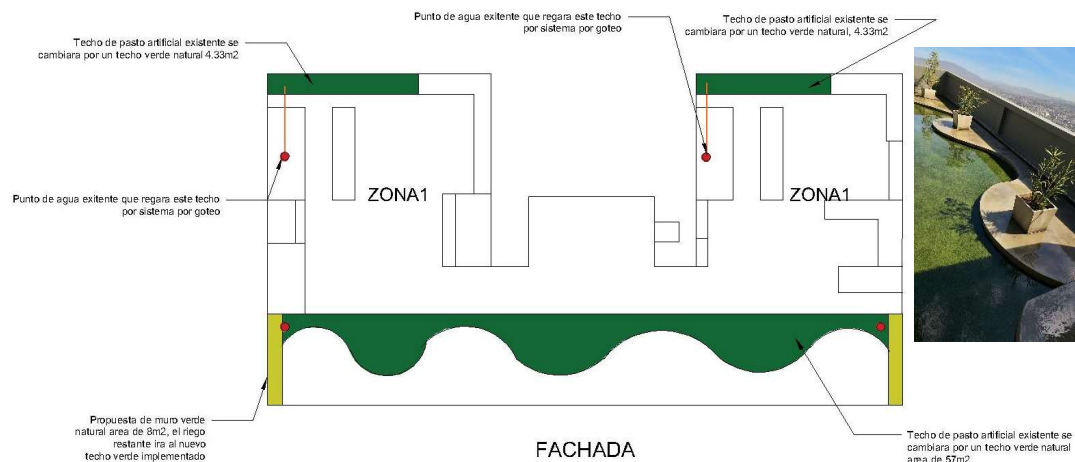 Punto de agua exitente que regara este techo
por sistema por goteo
Techo de pasto artificial existente se
cambiara por un techo verde natural, 4.33m2
Techo de pasto artificial existente se
cambiara por un techo verde natural 4.33m2
ZONA1
ZONA1
Punto de agua exitente que regara este techo
por sistema por goteo
Propuesta de muro verde
natural area de 8m2, el riego
restante ira al nuevo
techo verde implementado
FACHADA
Techo de pasto artificial existente se
cambiara por un techo verde natural
area de 57m2